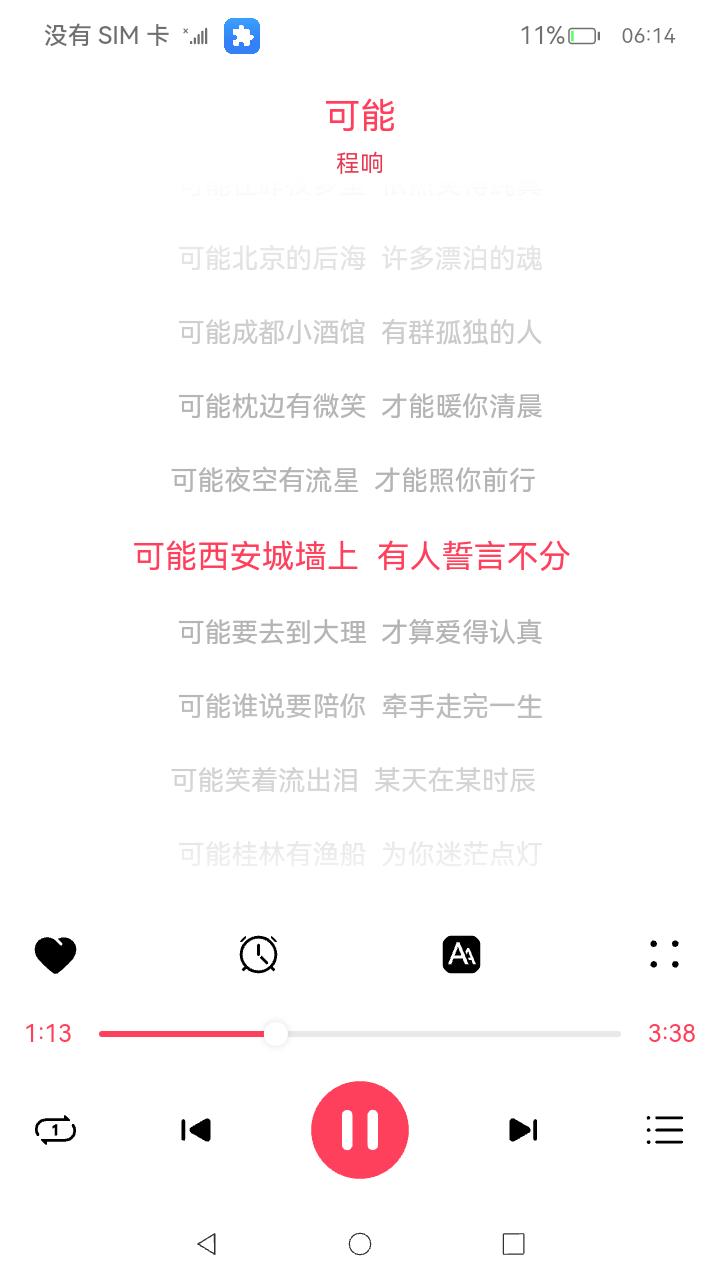 没有 SIM 卡
11%
06:14
可能
程响
可能北京的后海 许多漂泊的魂
可能成都小酒馆 有群孤独的人
可能枕边有微笑 才能暖你清晨
可能夜空有流星 才能照你前行
可能西安城墙上 有人誓言不分
可能要去到大理 才算爱得认真
可能谁说要陪你 牵手走完一生
可能笑着流出泪 某天在某时辰
可能桂林有渔船 为你迷茫点灯
AA
1:13
3:38
1